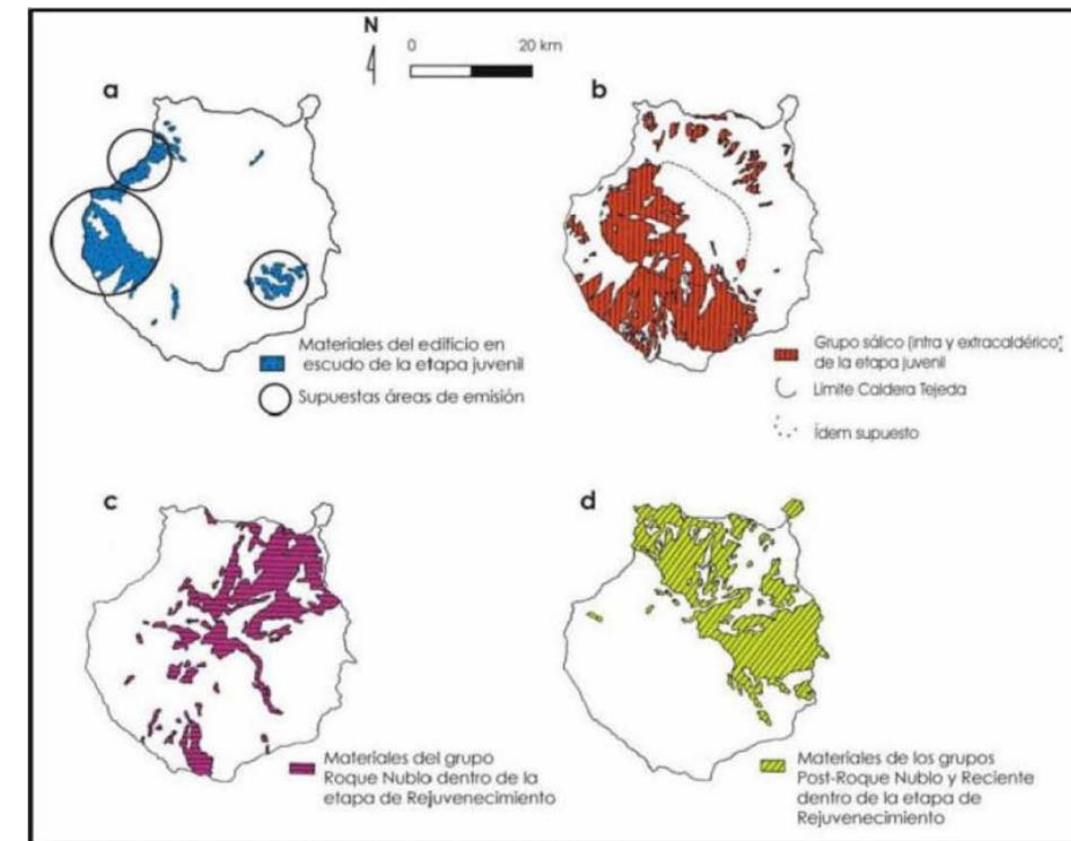 N
0 20 km
a
b
Materiales del edificio en
escudo de la etapa juvenil
Supuestas áreas de emisión
Grupo sálico (intra y extracaldérico)
de la etapa juvenil
Límite Caldera Tejeda
Ídem supuesto
c
d
Materiales del grupo
Roque Nublo dentro de la
etapa de Rejuvenecimiento
Materiales de los grupos
Post-Roque Nublo y Reciente
dentro de la etapa de
Rejuvenecimiento